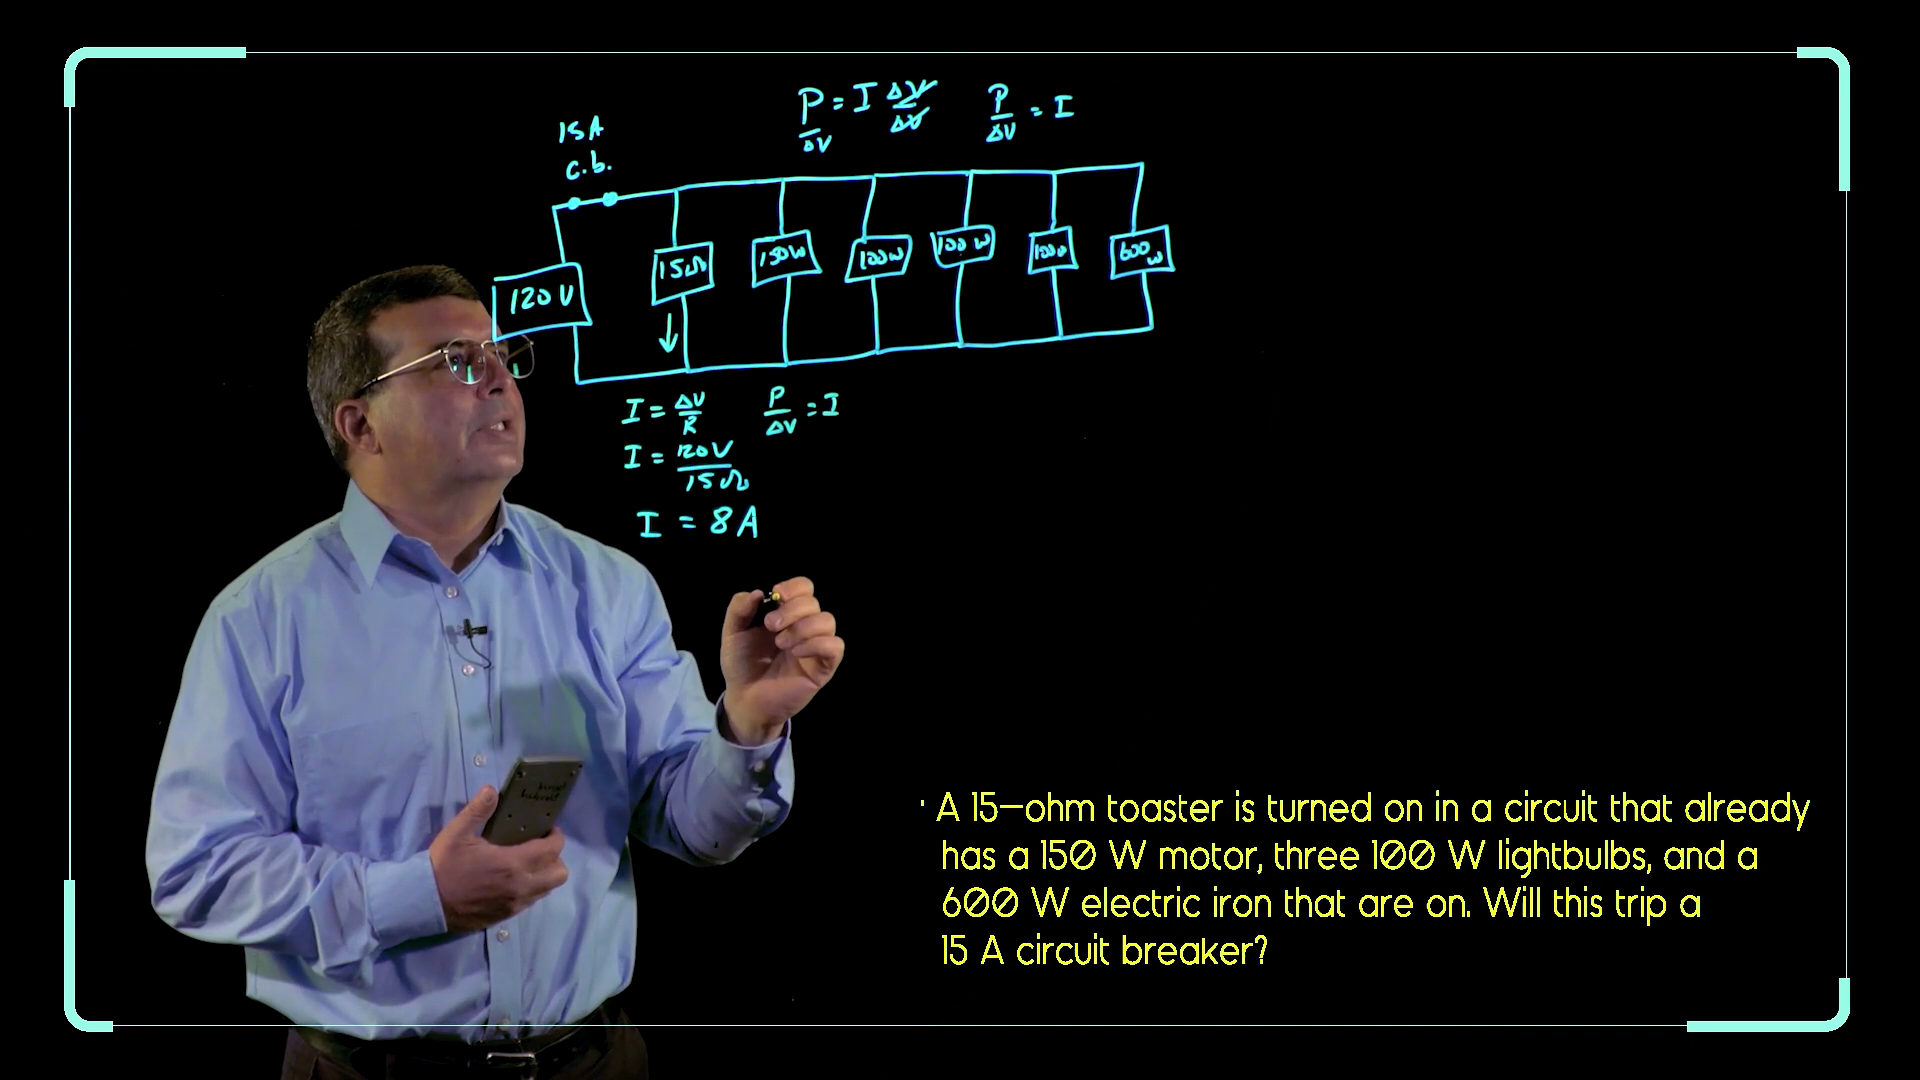 P/ΔV = I ΔV/ΔV P/ΔV = I
15A
c.b.
120V
15Ω
150W
100W
100W
100W
600W
I = ΔV/R P/ΔV = I
I = 120V/15Ω
I = 8A
A 15-ohm toaster is turned on in a circuit that already
has a 150 W motor, three 100 W lightbulbs, and a
600 W electric iron that are on. Will this trip a
15 A circuit breaker?